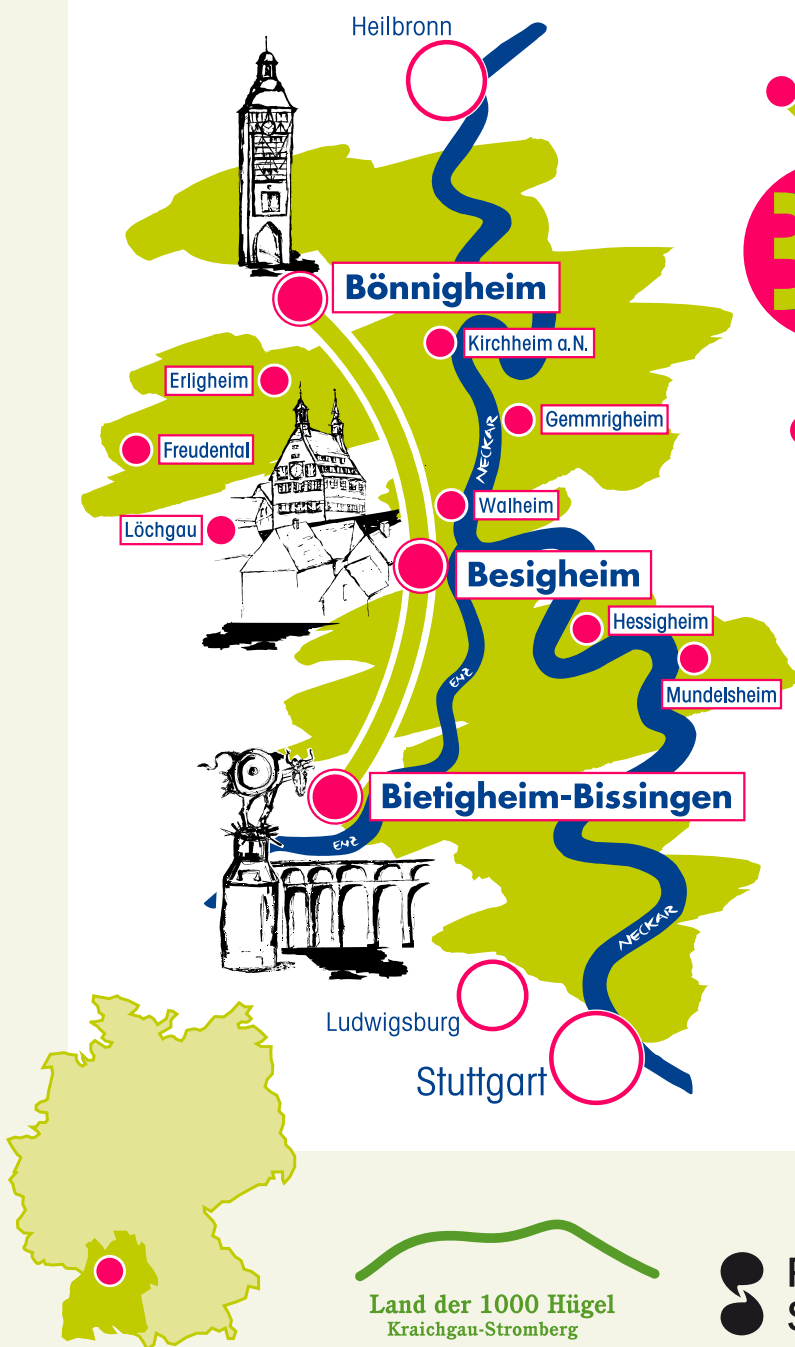 Heilbronn
Bönnigheim
Kirchheim a.N.
Erligheim
Gemmrigheim
Freudental
NECKAR
Walheim
Löchgau
Besigheim
Hessigheim
ENZ
Mundelsheim
Bietigheim-Bissingen
ENZ
NECKAR
Ludwigsburg
Stuttgart
Land der 1000 Hügel
Kraichgau-Stromberg